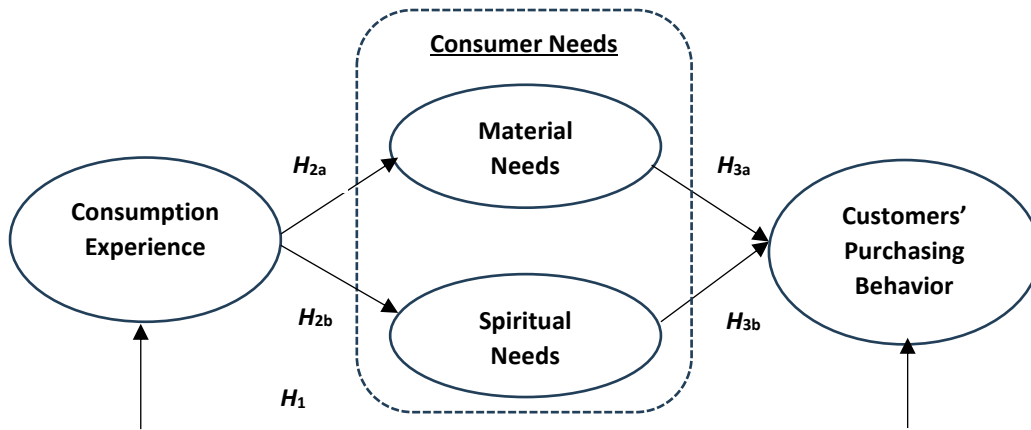 Consumer Needs
Material
Needs
H2a
H3a
Consumption
Experience
Customers’
Purchasing
Behavior
H2b
Spiritual
Needs
H3b
H1